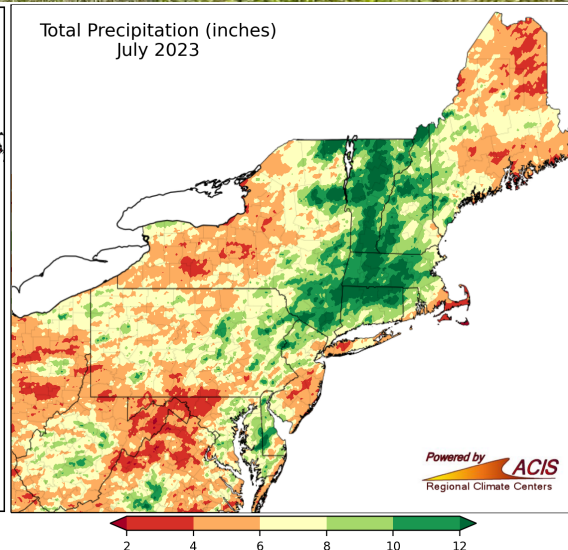 Total Precipitation (inches)
July 2023
Powered by
ACIS
Regional Climate Centers
2 4 6 8 10 12